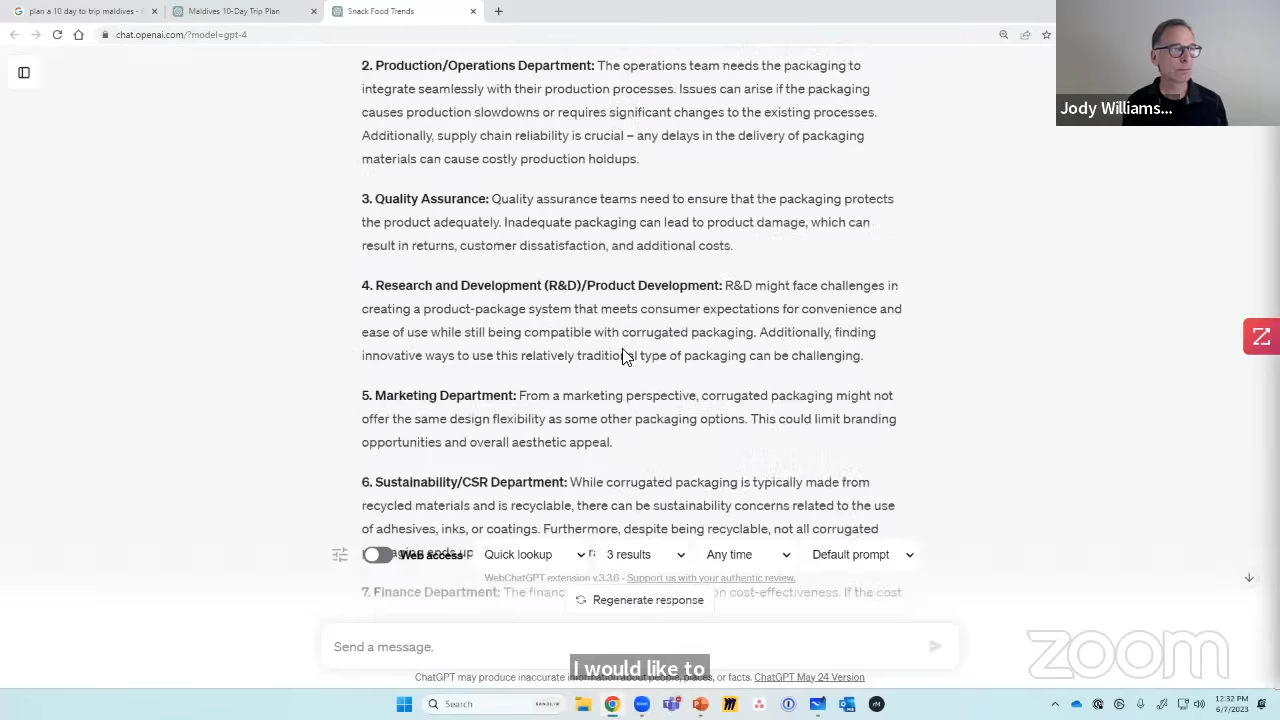 plan a 10 day trip to maldives -
Maldives 10-Day Trip Plan
Snack Food Trends
chat.openai.com/?model=gpt-4
Jody Williams...
2. Production/Operations Department: The operations team needs the packaging to
integrate seamlessly with their production processes. Issues can arise if the packaging
causes production slowdowns or requires significant changes to the existing processes.
Additionally, supply chain reliability is crucial – any delays in the delivery of packaging
materials can cause costly production holdups.
3. Quality Assurance: Quality assurance teams need to ensure that the packaging protects
the product adequately. Inadequate packaging can lead to product damage, which can
result in returns, customer dissatisfaction, and additional costs.
4. Research and Development (R&D)/Product Development: R&D might face challenges in
creating a product-package system that meets consumer expectations for convenience and
ease of use while still being compatible with corrugated packaging. Additionally, finding
innovative ways to use this relatively traditional type of packaging can be challenging.
5. Marketing Department: From a marketing perspective, corrugated packaging might not
offer the same design flexibility as some other packaging options. This could limit branding
opportunities and overall aesthetic appeal.
6. Sustainability/CSR Department: While corrugated packaging is typically made from
recycled materials and is recyclable, there can be sustainability concerns related to the use
of adhesives, inks, or coatings. Furthermore, despite being recyclable, not all corrugated
packaging ends up
Web access Quick lookup 3 results Any time Default prompt
WebChatGPT extension v.3.3.6 - Support us with your authentic review.
7. Finance Department: The financ on cost-effectiveness. If the cost
Regenerate response
Send a message.
I would like to
ChatGPT may produce inaccurate information about people, places, or facts. ChatGPT May 24 Version
zoom
Search
12:32 PM
6/7/2023